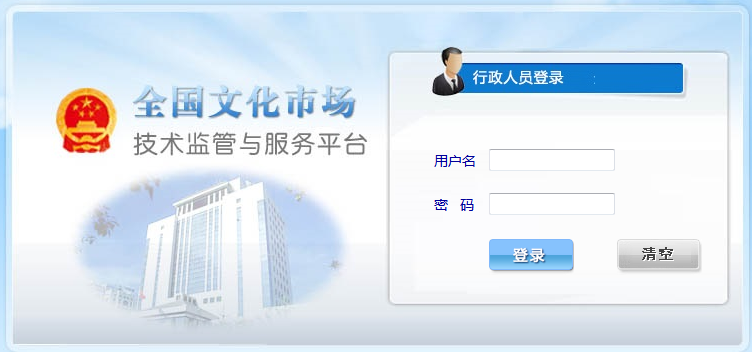 全国文化市场
技术监管与服务平台
行政人员登录
用户名
密 码
登录
清空